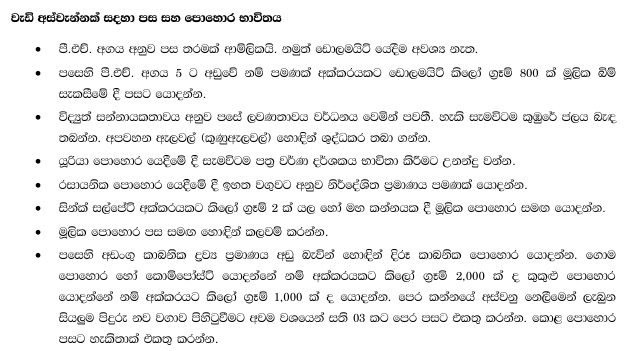 වැඩි අස්වැන්නක් සඳහා පස සහ පොහොර භාවිතය
• පී.එච්. අගය අනුව පස තරමක් ආම්ලිකයි. නමුත් ඩොලමයිට් යෙදීම අවශ්‍ය නැත.
• පසෙහි පී.එච්. අගය 5 ට අඩුවේ නම් පමණක් අක්කරයකට ඩොලමයිට් කිලෝ ග්‍රෑම් 800 ක් මූලික බිම්
සැකසීමේ දී පසට යොදන්න.
• විද්‍යුත් සන්නායකතාවය අනුව පසේ ලවණතාවය වර්ධනය වෙමින් පවතී. හැකි සැමවිටම කුඹුරේ ජලය බැඳ
තබන්න. අපවහන ඇලවල් (කුණුඇලවල්) හොඳින් ශුද්ධකර තබා ගන්න.
• යූරියා පොහොර යෙදීමේ දී සැමවිටම පත්‍ර වර්ණ දර්ශකය භාවිතා කිරීමට උනන්දු වන්න.
• රසායනික පොහොර යෙදීමේ දී ඉහත වගුවට අනුව නිර්දේශිත ප්‍රමාණය පමණක් යොදන්න.
• සින්ක් සල්පේට් අක්කරයකට කිලෝ ග්‍රෑම් 2 ක් යල හෝ මහ කන්නයක දී මූලික පොහොර සමඟ යොදන්න.
• මූලික පොහොර පස සමඟ හොඳින් කලවම් කරන්න.
• පසෙහි අඩංගු කාබනික ද්‍රව්‍ය ප්‍රමාණය අඩු බැවින් හොඳින් දිරූ කාබනික පොහොර යොදන්න. ගොම
පොහොර හෝ කොම්පෝස්ට් යොදන්නේ නම් අක්කරයකට කිලෝ ග්‍රෑම් 2,000 ක් ද කුකුළු පොහොර
යොදන්නේ නම් අක්කරයට කිලෝ ග්‍රෑම් 1,000 ක් ද යොදන්න. පෙර කන්නයේ අස්වනු නෙලීමෙන් ලැබුන
සියලුම පිදුරු නව වගාව පිහිටුවීමට අවම වශයෙන් සති 03 කට පෙර පසට එකතු කරන්න. කොළ පොහොර
පසට හැකිතාක් එකතු කරන්න.